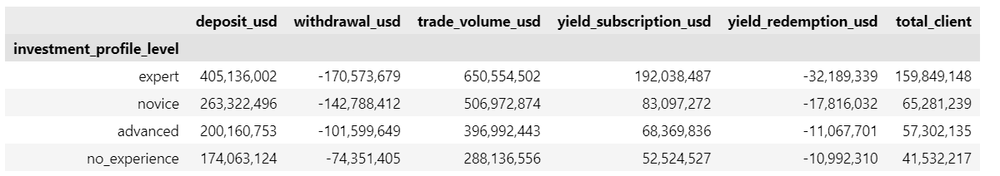 deposit_usd withdrawal_usd trade_volume_usd yield_subscription_usd yield_redemption_usd total_client
investment_profile_level
expert 405,136,002 -170,573,679 650,554,502 192,038,487 -32,189,339 159,849,148
novice 263,322,496 -142,788,412 506,972,874 83,097,272 -17,816,032 65,281,239
advanced 200,160,753 -101,599,649 396,992,443 68,369,836 -11,067,701 57,302,135
no_experience 174,063,124 -74,351,405 288,136,556 52,524,527 -10,992,310 41,532,217